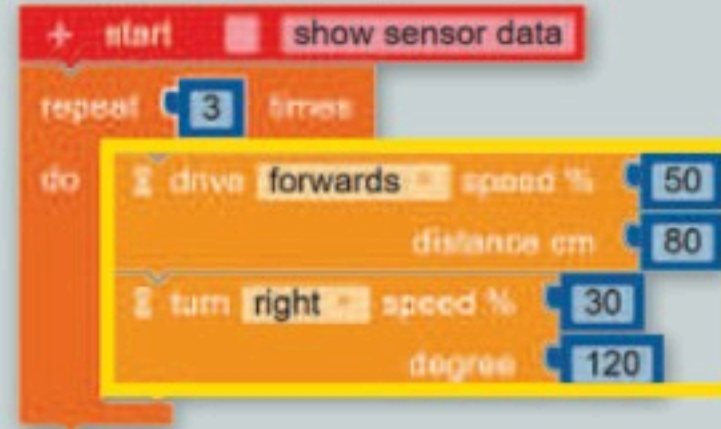 + start show sensor data
repeat 3 times
do drive forwards speed % 50
distance cm 80
turn right speed % 30
degree 120